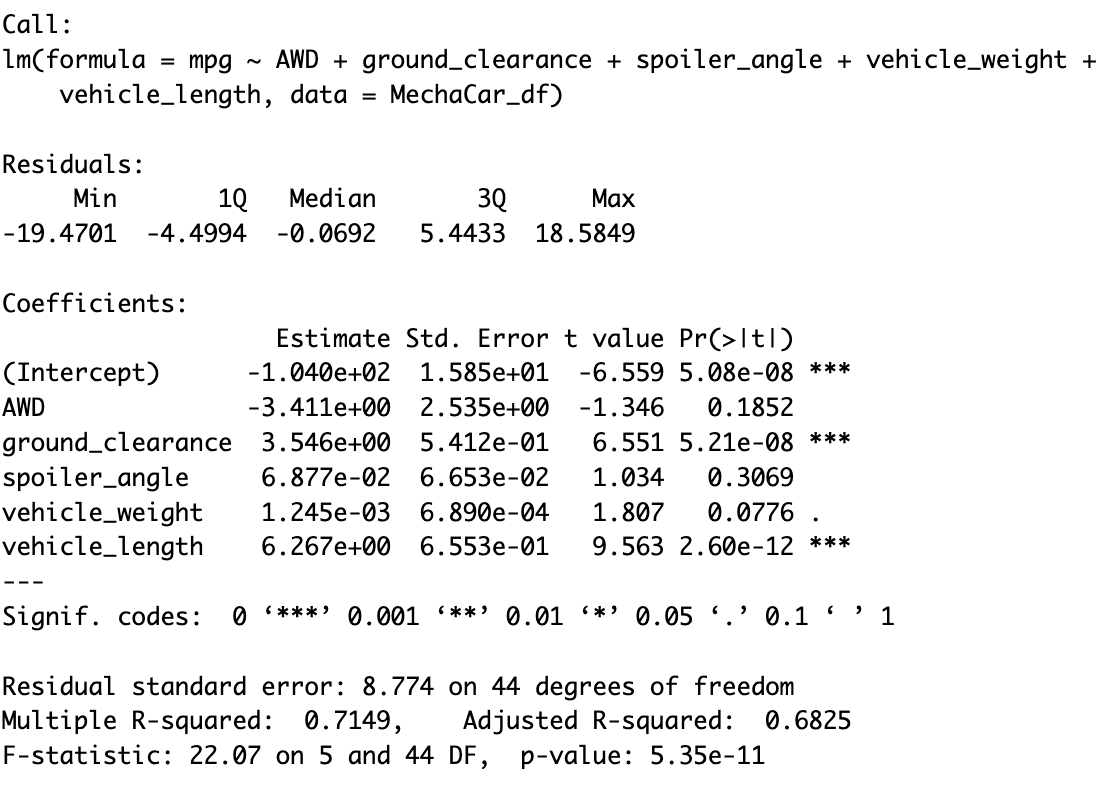 Call:
lm(formula = mpg ~ AWD + ground_clearance + spoiler_angle + vehicle_weight +
    vehicle_length, data = MechaCar_df)

Residuals:
     Min       1Q   Median       3Q      Max
-19.4701  -4.4994  -0.0692   5.4433  18.5849

Coefficients:
                   Estimate Std. Error t value Pr(>|t|)
(Intercept)      -1.040e+02  1.585e+01  -6.559 5.08e-08 ***
AWD              -3.411e+00  2.535e+00  -1.346   0.1852
ground_clearance  3.546e+00  5.412e-01   6.551 5.21e-08 ***
spoiler_angle     6.877e-02  6.653e-02   1.034   0.3069
vehicle_weight    1.245e-03  6.890e-04   1.807   0.0776 .
vehicle_length    6.267e+00  6.553e-01   9.563 2.60e-12 ***
---
Signif. codes:  0 ‘***’ 0.001 ‘**’ 0.01 ‘*’ 0.05 ‘.’ 0.1 ‘ ’ 1

Residual standard error: 8.774 on 44 degrees of freedom
Multiple R-squared:  0.7149,    Adjusted R-squared:  0.6825
F-statistic: 22.07 on 5 and 44 DF,  p-value: 5.35e-11